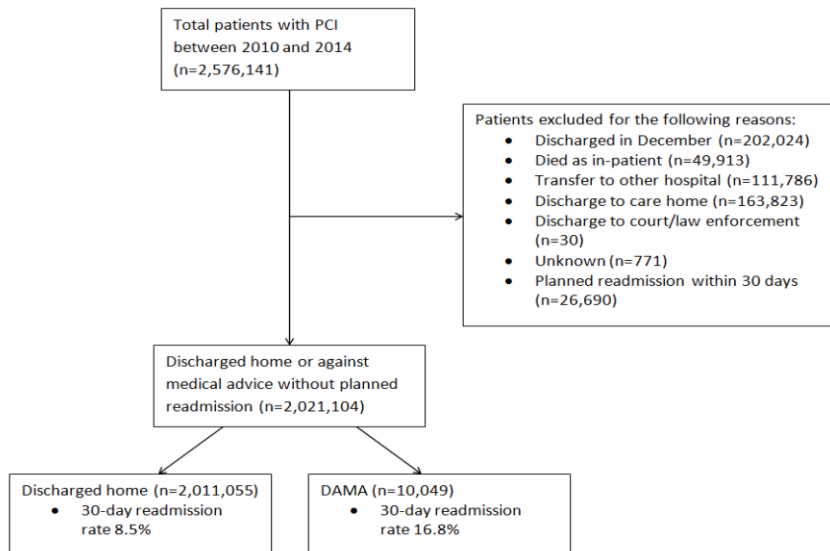 Total patients with PCI
between 2010 and 2014
(n=2,576,141)
Patients excluded for the following reasons:
• Discharged in December (n=202,024)
• Died as in-patient (n=49,913)
• Transfer to other hospital (n=111,786)
• Discharge to care home (n=163,823)
• Discharge to court/law enforcement
(n=30)
• Unknown (n=771)
• Planned readmission within 30 days
(n=26,690)
Discharged home or against
medical advice without planned
readmission (n=2,021,104)
Discharged home (n=2,011,055)
• 30-day readmission
rate 8.5%
DAMA (n=10,049)
• 30-day readmission
rate 16.8%